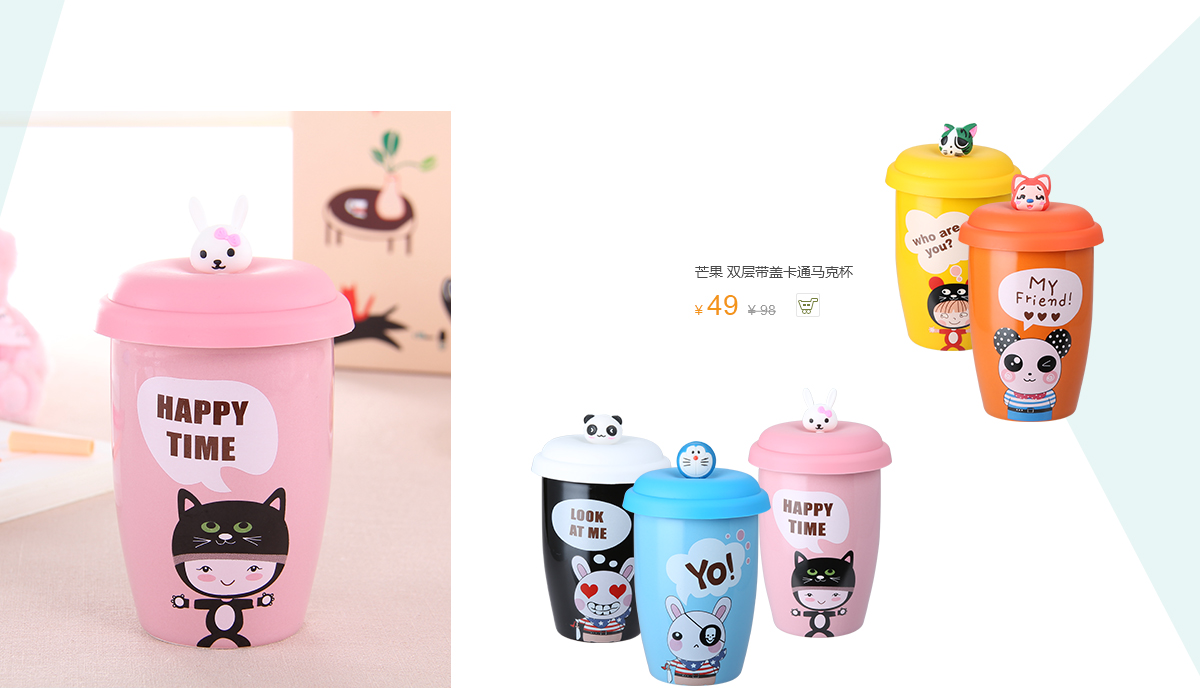 HAPPY
TIME
芒果 双层带盖卡通马克杯
¥ 49 ¥ 98
who are
you?
MY
Friend!
LOOK
AT ME
Yo!
HAPPY
TIME